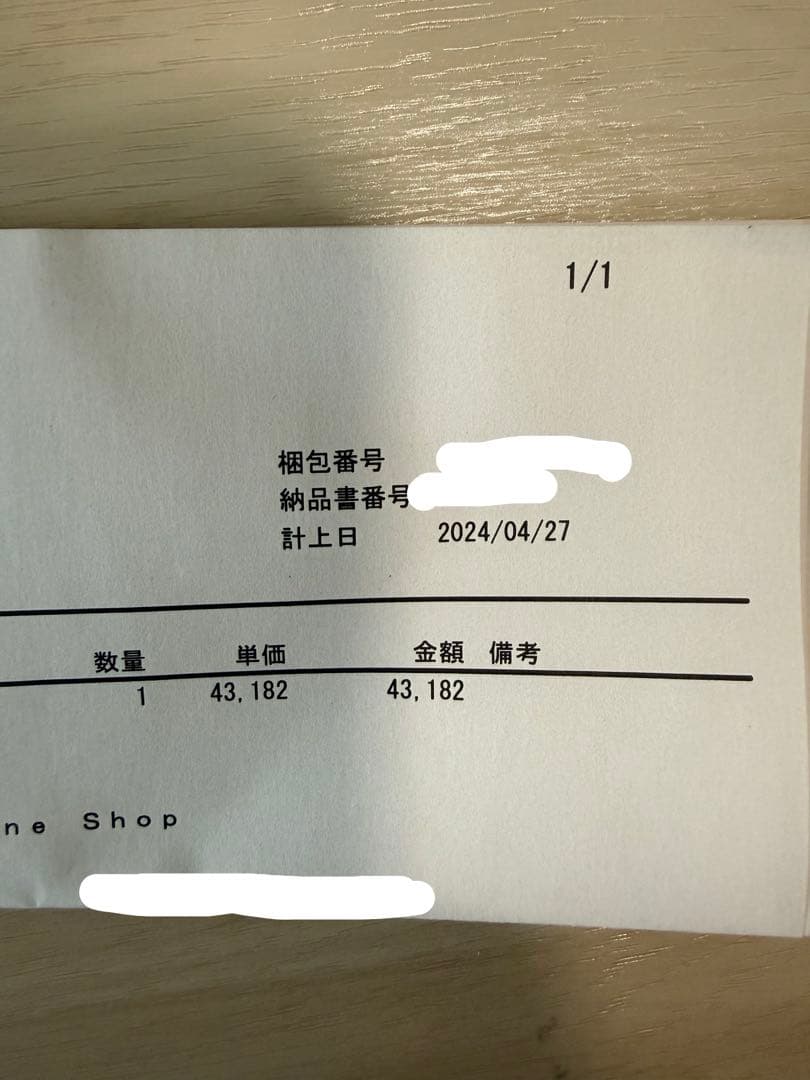 1/1
梱包番号
納品書番号
計上日 2024/04/27
数量 単価 金額 備考
1 43,182 43,182
ne Shop